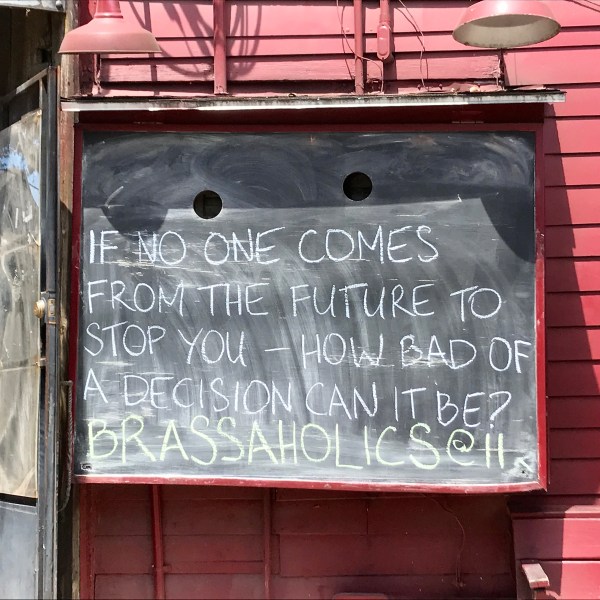 IF NO ONE COMES
FROM THE FUTURE TO
STOP YOU - HOW BAD OF
A DECISION CAN IT BE?
BRASSAHOLICS@11